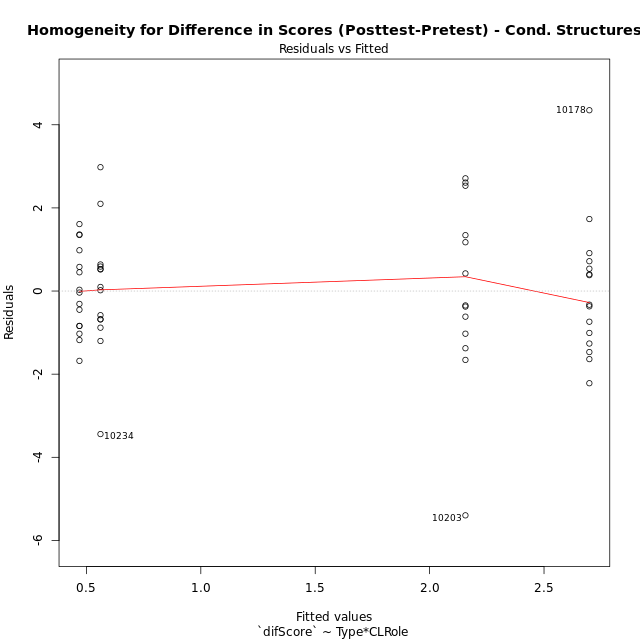 Homogeneity for Difference in Scores (Posttest-Pretest) - Cond. Structures
Residuals vs Fitted
10178
4
2
0
-2
-4
-6
Residuals
10234
10203
0.5 1.0 1.5 2.0 2.5
Fitted values
`difScore` ~ Type*CLRole